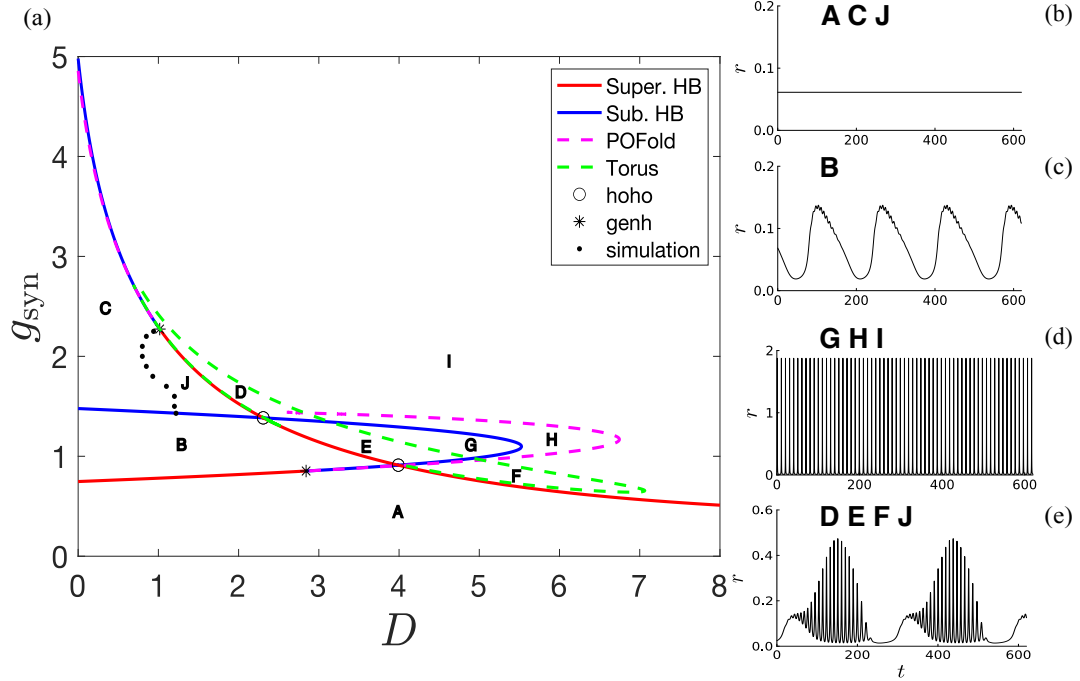 (a)
g_syn
5
4
3
2
1
0
0 1 2 3 4 5 6 7 8
D
Super. HB
Sub. HB
POFold
Torus
hoho
genh
simulation
C
J
D
I
B
E
G
H
F
A
(b)
A C J
r
0.2
0.1
0.0
0 200 400 600
(c)
B
r
0.2
0.1
0.0
0 200 400 600
(d)
G H I
r
2
1
0
0 200 400 600
(e)
D E F J
r
0.6
0.4
0.2
0.0
0 200 400 600
t